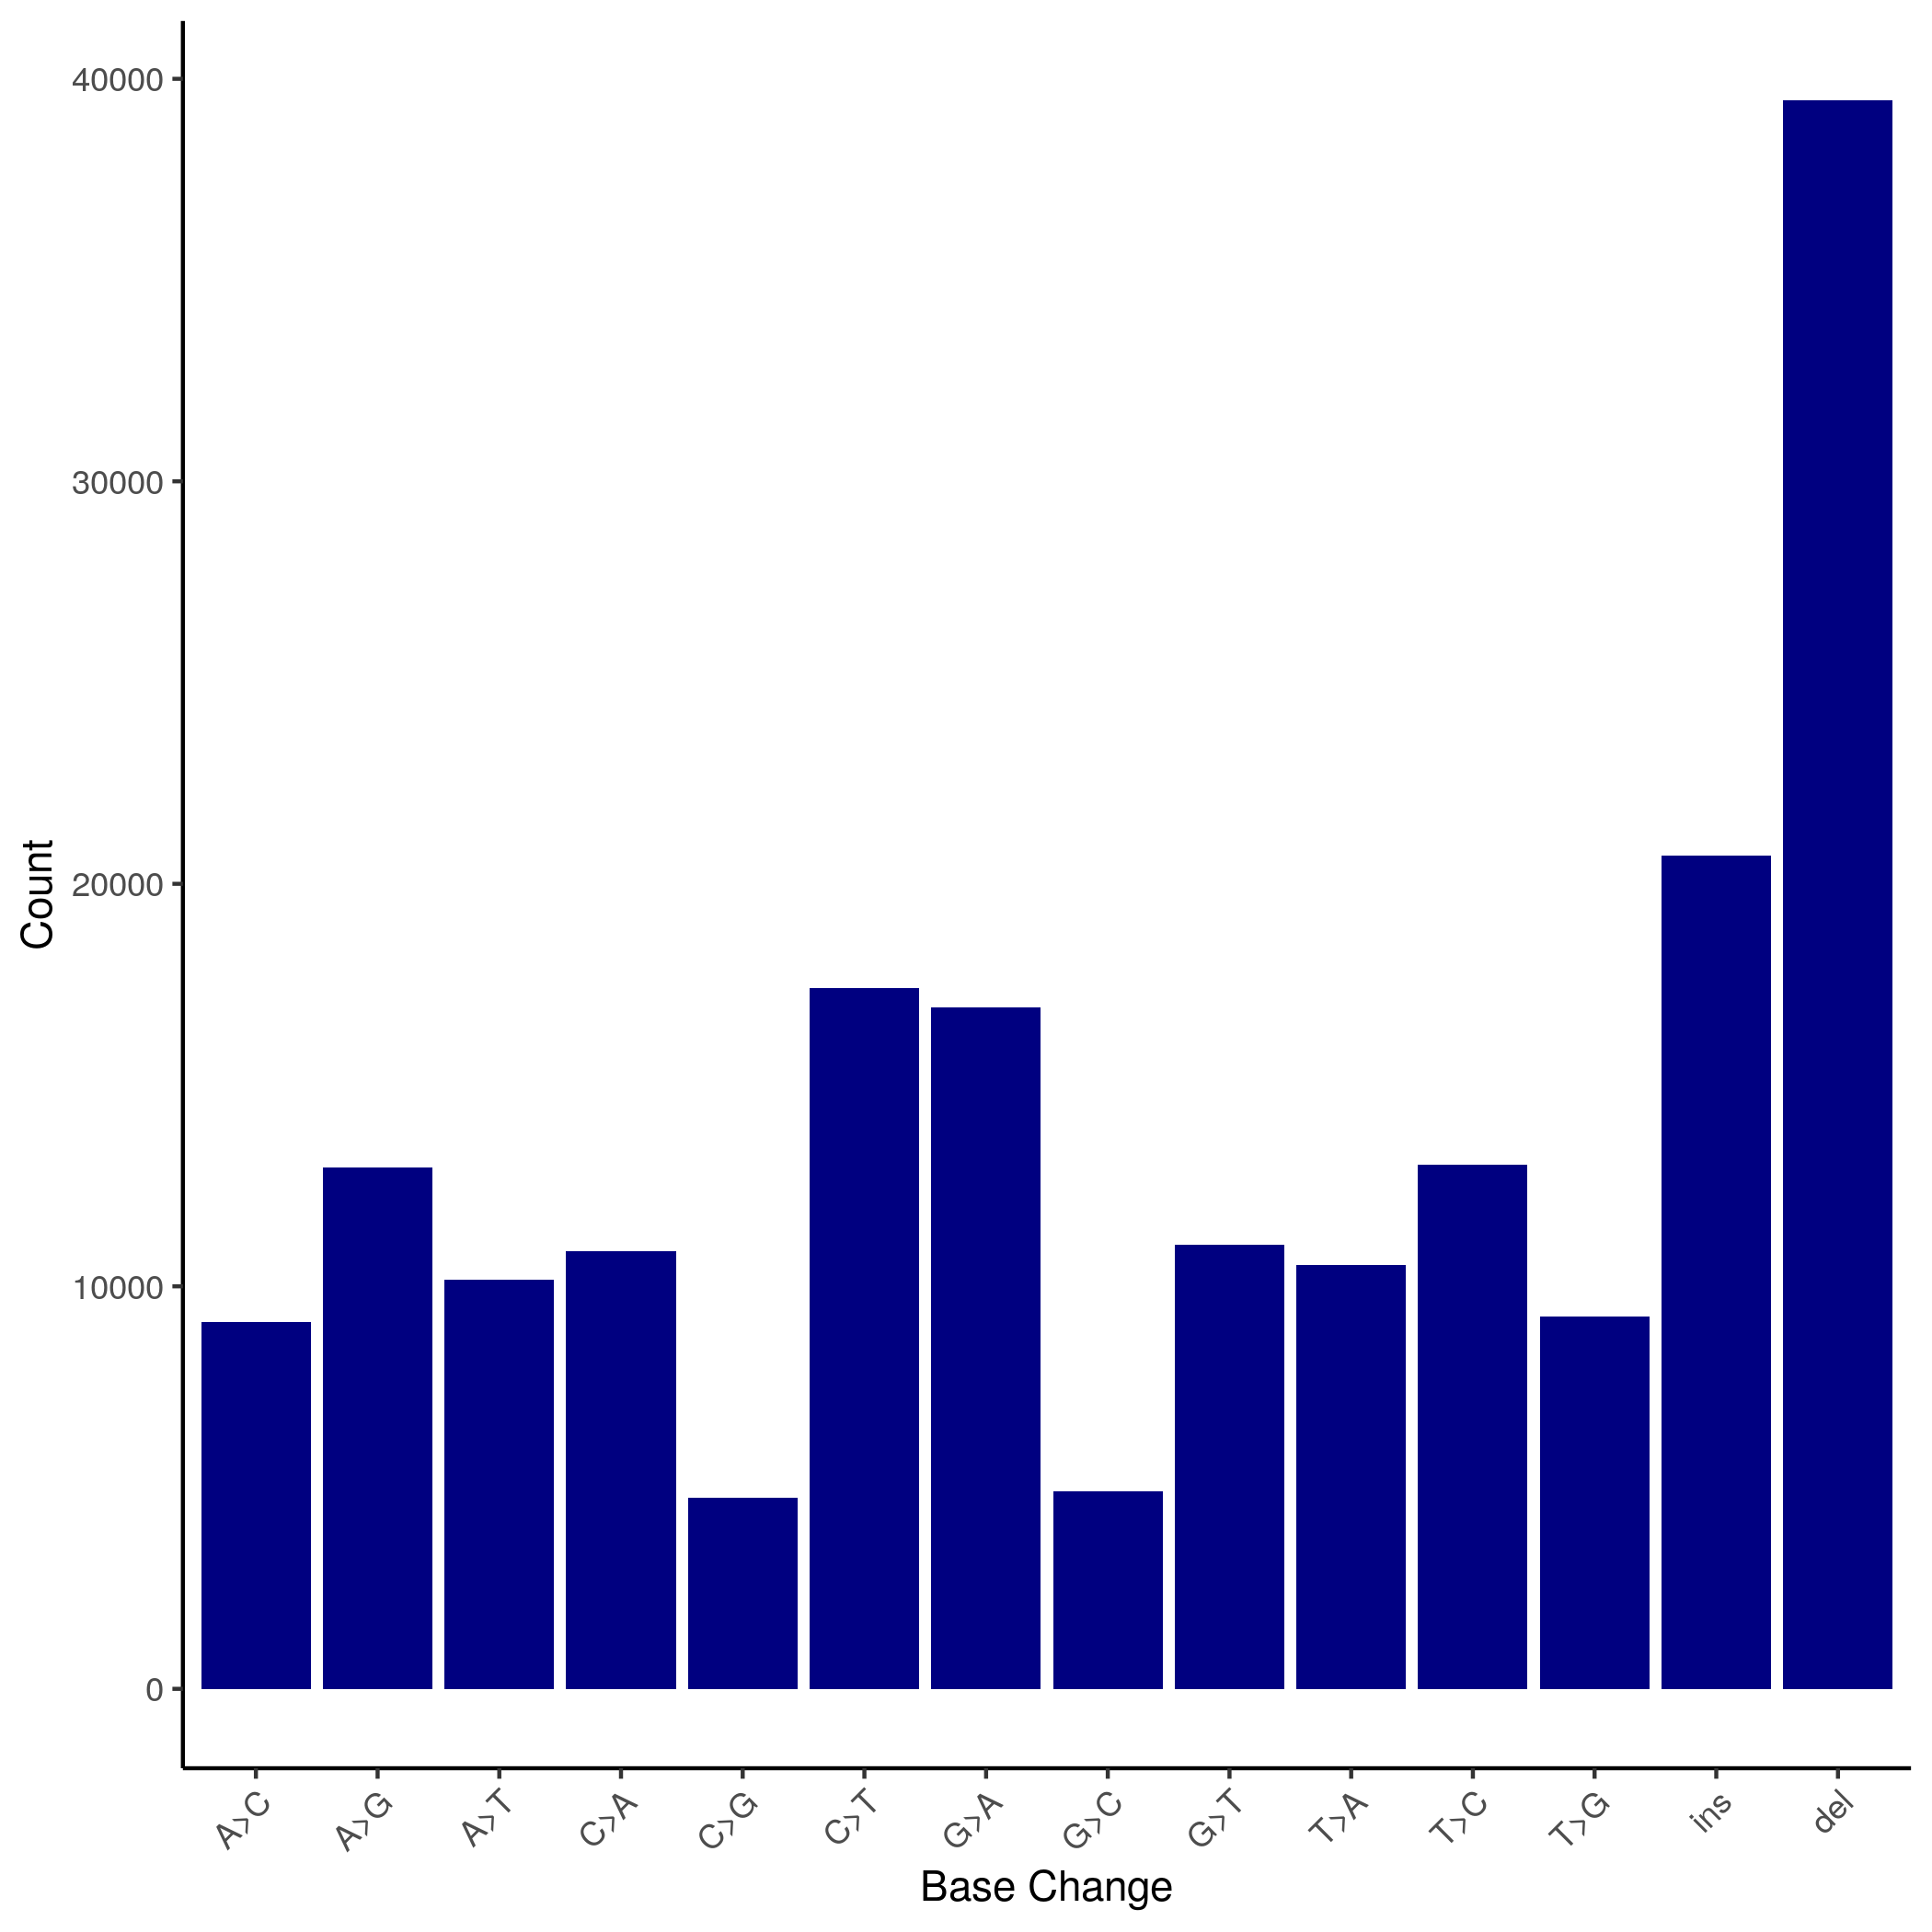 Count
40000
30000
20000
10000
0
A>C
A>G
A>T
C>A
C>G
C>T
G>A
G>C
G>T
T>A
T>C
T>G
ins
del
Base Change